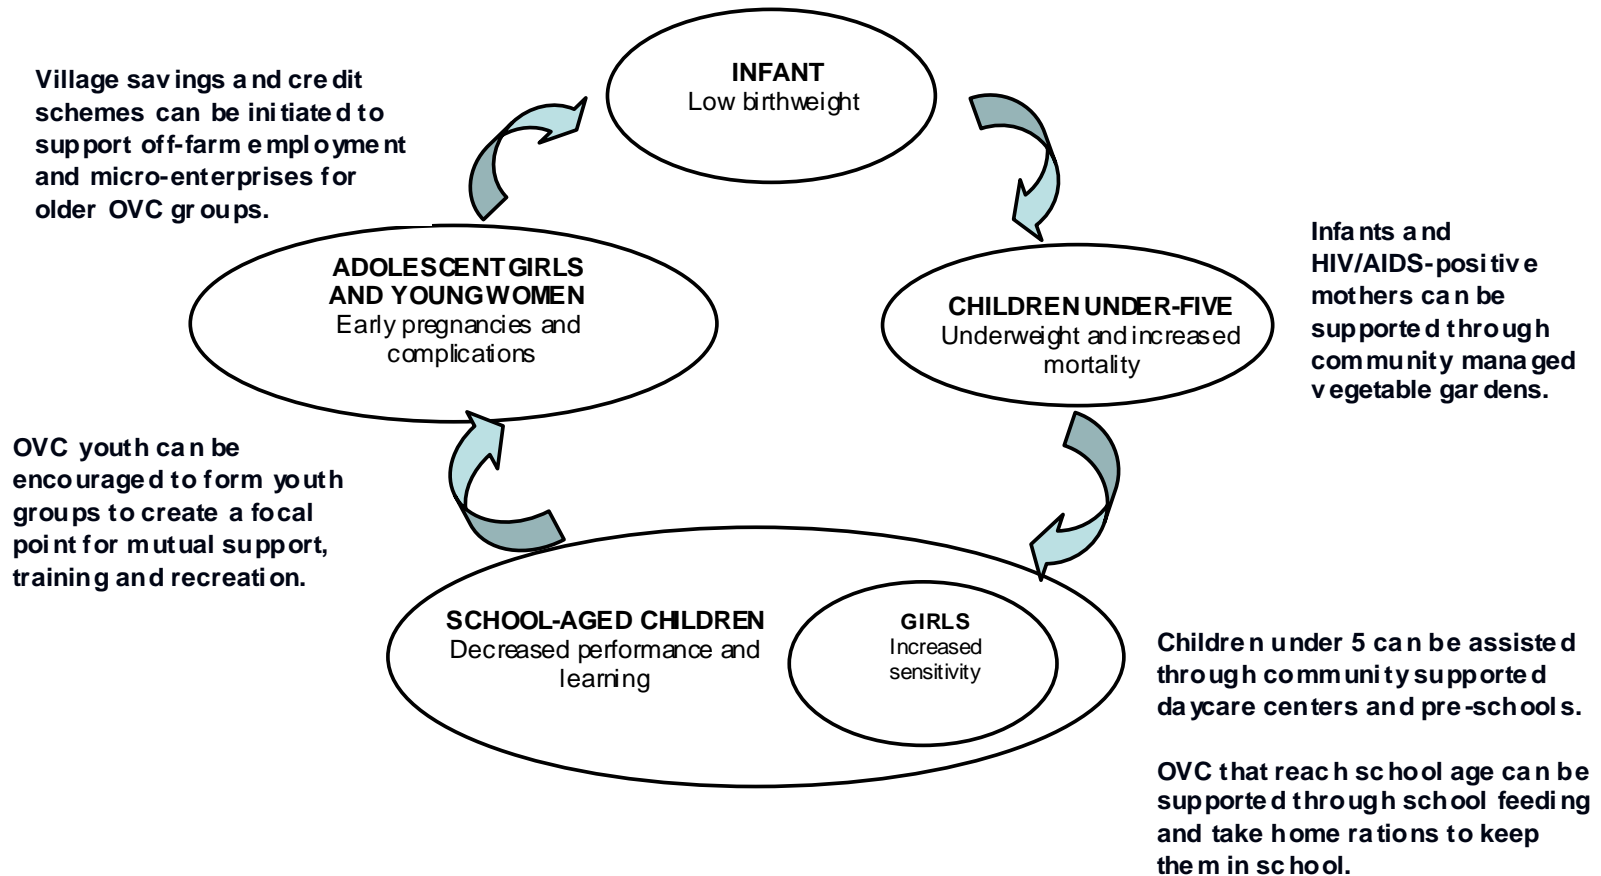 INFANT
Low birthweight
Village savings and credit
schemes can be initiated to
support off-farm employment
and micro-enterprises for
older OVC groups.
Infants and
HIV/AIDS-positive
mothers can be
supported through
community managed
vegetable gardens.
ADOLESCENT GIRLS
AND YOUNG WOMEN
Early pregnancies and
complications
CHILDREN UNDER-FIVE
Underweight and increased
mortality
OVC youth can be
encouraged to form youth
groups to create a focal
point for mutual support,
training and recreation.
SCHOOL-AGED CHILDREN
Decreased performance and
learning
GIRLS
Increased
sensitivity
Children under 5 can be assisted
through community supported
daycare centers and pre-schools.
OVC that reach school age can be
supported through school feeding
and take home rations to keep
them in school.